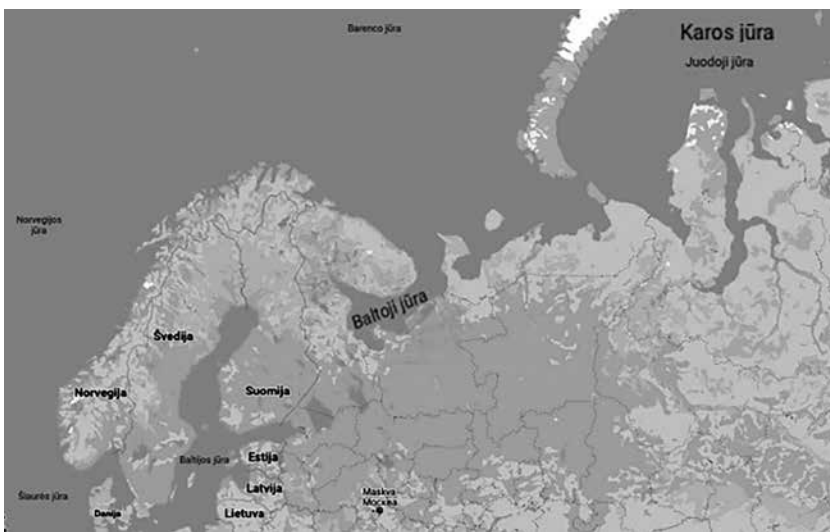 Barenco jūra
Karos jūra
Juodoji jūra
Norvegijos
jūra
Baltoji jūra
Švedija
Norvegija
Suomija
Baltijos jūra
Estija
Latvija
Šiaurės jūra
Danija
Lietuva
Maskva
Москва